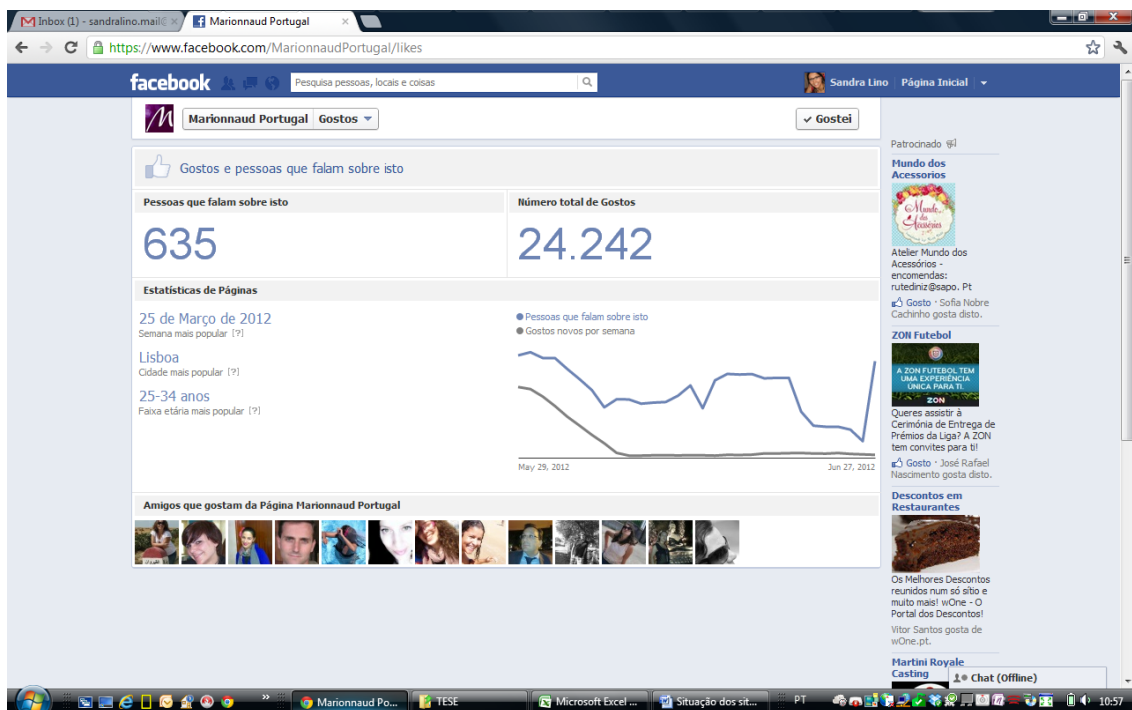 Inbox (1) - sandralino.mail@
Marionnaud Portugal
https://www.facebook.com/MarionnaudPortugal/likes
facebook
Pesquisa pessoas, locais e coisas
Sandra Lino
Página Inicial
M
Marionnaud Portugal Gostos
Gostei
Gostos e pessoas que falam sobre isto
Pessoas que falam sobre isto
635
Número total de Gostos
24.242
Estatísticas de Páginas
25 de Março de 2012
Semana mais popular [?]
Lisboa
Cidade mais popular [?]
25-34 anos
Faixa etária mais popular [?]
Pessoas que falam sobre isto
Gostos novos por semana
May 29, 2012
Jun 27, 2012
Amigos que gostam da Página Marionnaud Portugal
Patrocinado
Mundo dos
Acessorios
Mundo
dos
Acessórios
Atelier Mundo dos
Acessórios -
encomendas:
rutediniz@sapo. Pt
Gosto · Sofia Nobre
Cachinho gosta disto.
ZON Futebol
A ZON FUTEBOL TEM
UMA EXPERIÊNCIA
ÚNICA PARA TI.
ZON
Queres assistir à
Cerimónia de Entrega de
Prémios da Liga? A ZON
tem convites para ti!
Gosto · José Rafael
Nascimento gosta disto.
Descontos em
Restaurantes
Os Melhores Descontos
reunidos num só sítio e
muito mais! wOne - O
Portal dos Descontos!
Vitor Santos gosta de
wOne.pt.
Martini Royale
Casting
Chat (Offline)
Marionnaud Po...
TESE
Microsoft Excel ...
Situação dos sit...
PT
10:57